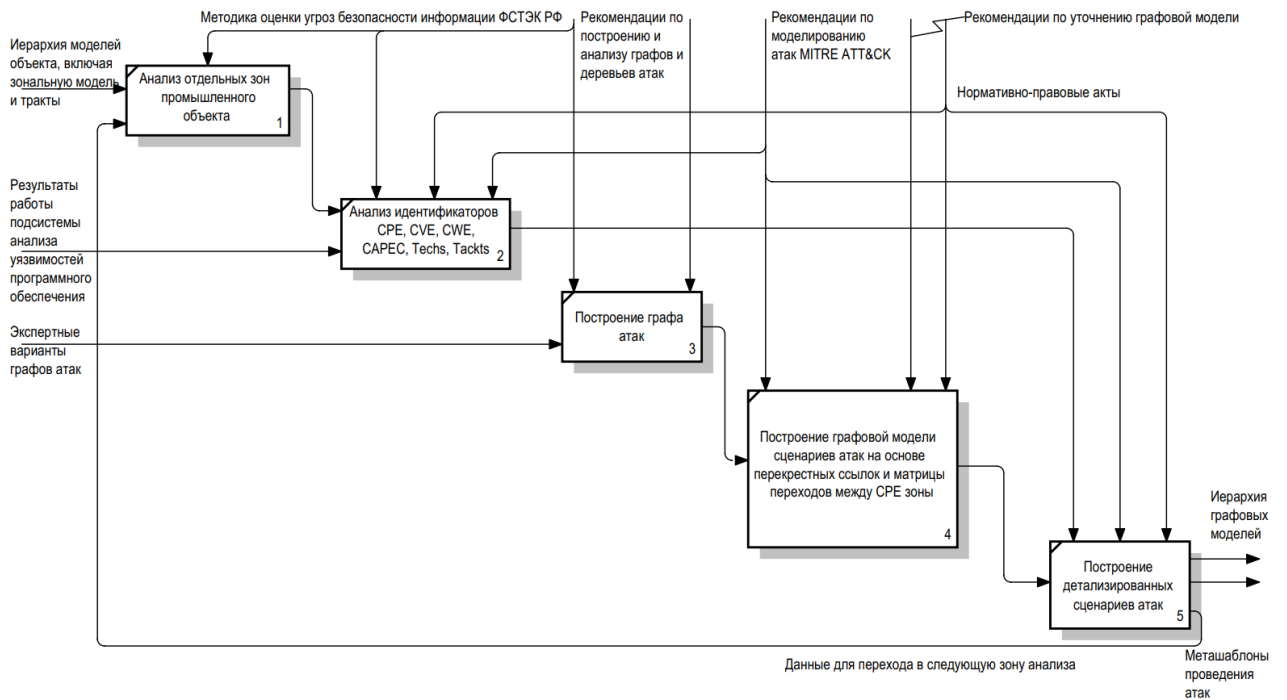 Методика оценки угроз безопасности информации ФСТЭК РФ
Рекомендации по
построению и
анализу графов и
деревьев атак
Рекомендации по
моделированию
атак MITRE ATT&CK
Рекомендации по уточнению графовой модели
Иерархия моделей
объекта, включая
зональную модель
и тракты
Анализ отдельных зон
промышленного
объекта
1
Нормативно-правовые акты
Результаты
работы
подсистемы
анализа
уязвимостей
программного
обеспечения
Анализ идентификаторов
CPE, CVE, CWE,
CAPEC, Techs, Tackts
2
Экспертные
варианты
графов атак
Построение графа
атак
3
Построение графовой модели
сценариев атак на основе
перекрестных ссылок и матрицы
переходов между CPE зоны
4
Иерархия
графовых
моделей
Построение
детализированных
сценариев атак
5
Данные для перехода в следующую зону анализа
Меташаблоны
проведения
атак